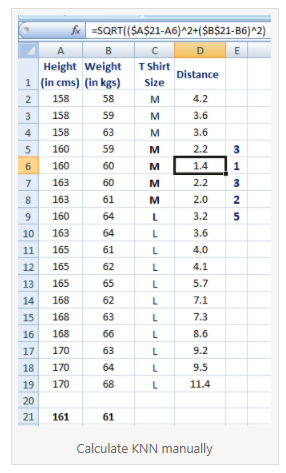 fx =SQRT(($A$21-A6)^2+($B$21-B6)^2)
A B C D E
1 Height (in cms) Weight (in kgs) T Shirt Size Distance
2 158 58 M 4.2
3 158 59 M 3.6
4 158 63 M 3.6
5 160 59 M 2.2 3
6 160 60 M 1.4 1
7 163 60 M 2.2 3
8 163 61 M 2.0 2
9 160 64 L 3.2 5
10 163 64 L 3.6
11 165 61 L 4.0
12 165 62 L 4.1
13 165 65 L 5.7
14 168 62 L 7.1
15 168 63 L 7.3
16 168 66 L 8.6
17 170 63 L 9.2
18 170 64 L 9.5
19 170 68 L 11.4
20
21 161 61
Calculate KNN manually